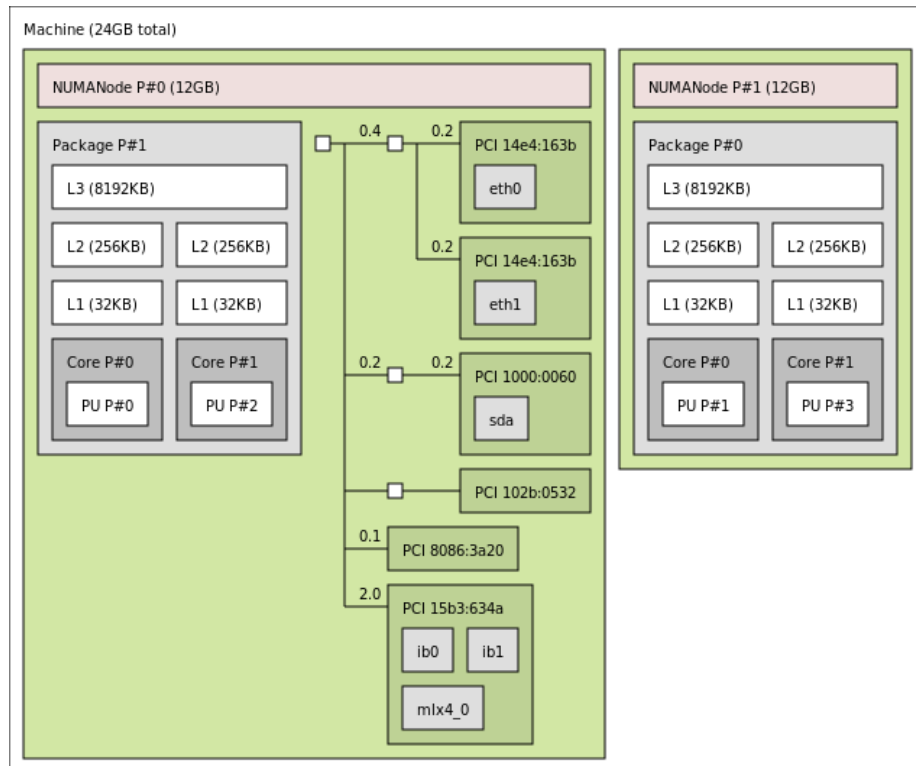 Machine (24GB total)
NUMANode P#0 (12GB)
Package P#1
L3 (8192KB)
L2 (256KB) L2 (256KB)
L1 (32KB) L1 (32KB)
Core P#0 Core P#1
PU P#0 PU P#2
0.4 0.2 PCI 14e4:163b
eth0
0.2 PCI 14e4:163b
eth1
0.2 0.2 PCI 1000:0060
sda
PCI 102b:0532
0.1 PCI 8086:3a20
2.0 PCI 15b3:634a
ib0 ib1
mlx4_0
NUMANode P#1 (12GB)
Package P#0
L3 (8192KB)
L2 (256KB) L2 (256KB)
L1 (32KB) L1 (32KB)
Core P#0 Core P#1
PU P#1 PU P#3